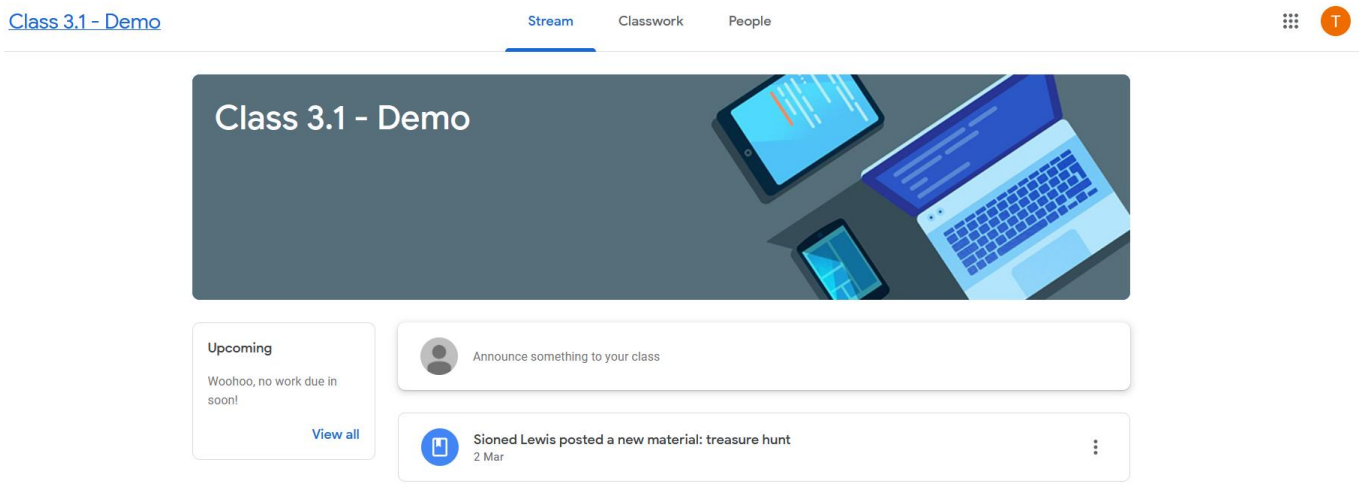 Class 3.1 - Demo
Stream
Classwork
People
T
Class 3.1 - Demo
Upcoming
Woohoo, no work due in
soon!
View all
Announce something to your class
Sioned Lewis posted a new material: treasure hunt
2 Mar